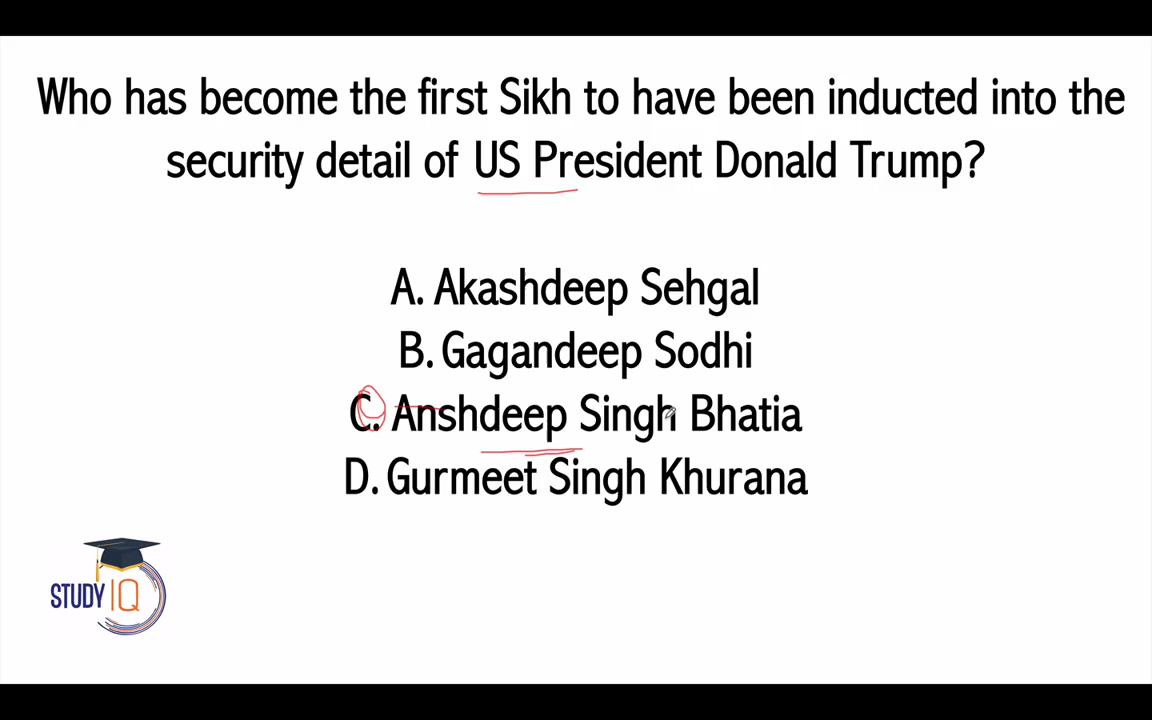 Who has become the first Sikh to have been inducted into the
security detail of US President Donald Trump?
A. Akashdeep Sehgal
B. Gagandeep Sodhi
C. Anshdeep Singh Bhatia
D. Gurmeet Singh Khurana
STUDY IQ